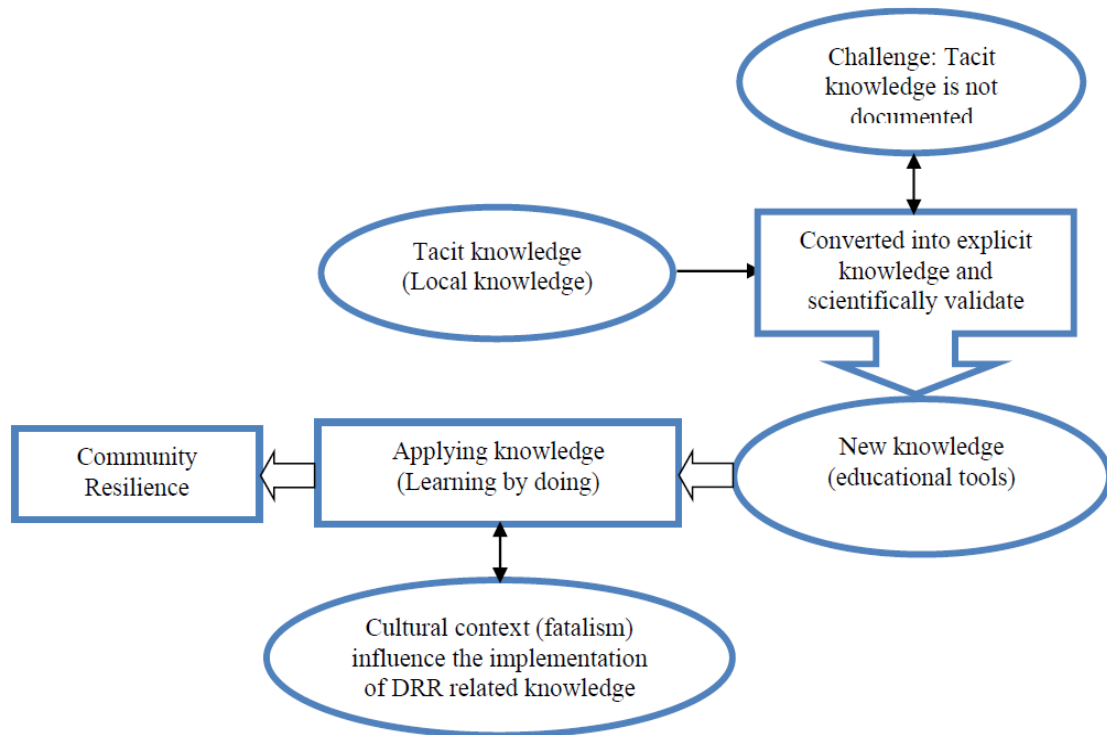 Challenge: Tacit
knowledge is not
documented
Tacit knowledge
(Local knowledge)
Converted into explicit
knowledge and
scientifically validate
Community
Resilience
Applying knowledge
(Learning by doing)
New knowledge
(educational tools)
Cultural context (fatalism)
influence the implementation
of DRR related knowledge